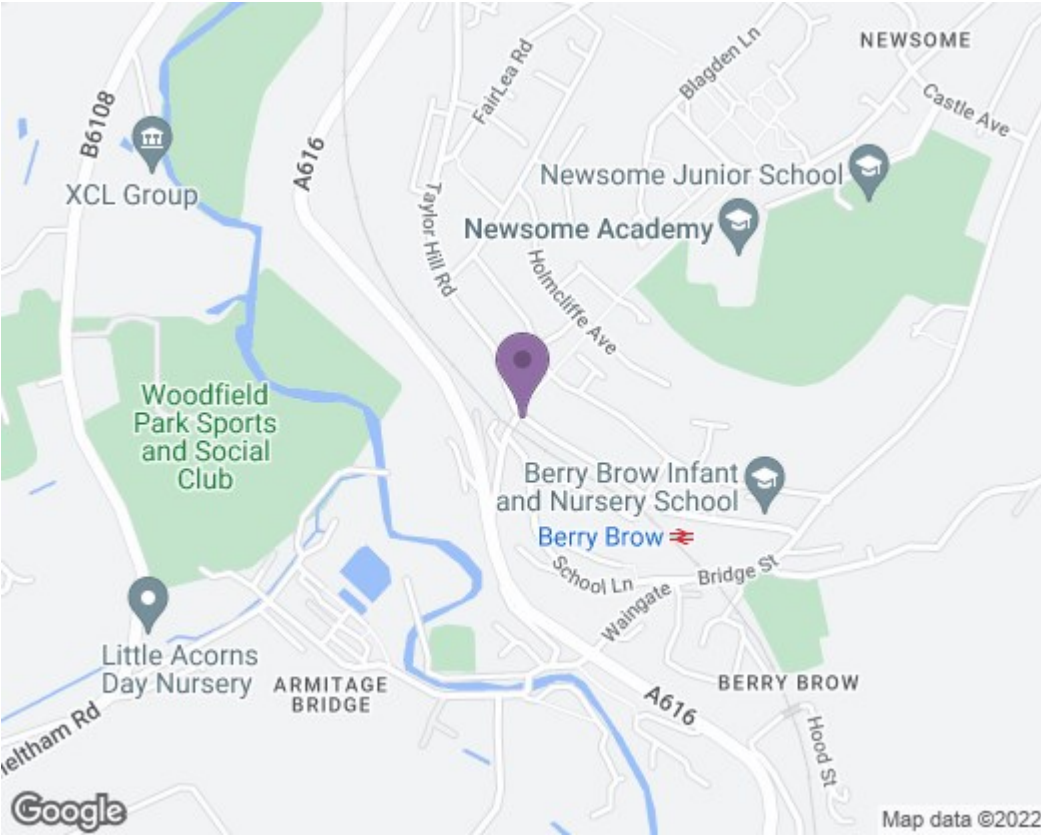 NEWSOME
Blagden Ln
FairLea Rd
Castle Ave
B6108
A616
XCL Group
Newsome Junior School
Newsome Academy
Taylor Hill Rd
Holmcliffe Ave
Woodfield
Park Sports
and Social
Club
Berry Brow Infant
and Nursery School
Berry Brow
School Ln
Bridge St
Waingate
Little Acorns
Day Nursery
ARMITAGE
BRIDGE
BERRY BROW
A616
eltham Rd
Hood St
Google
Map data ©2022